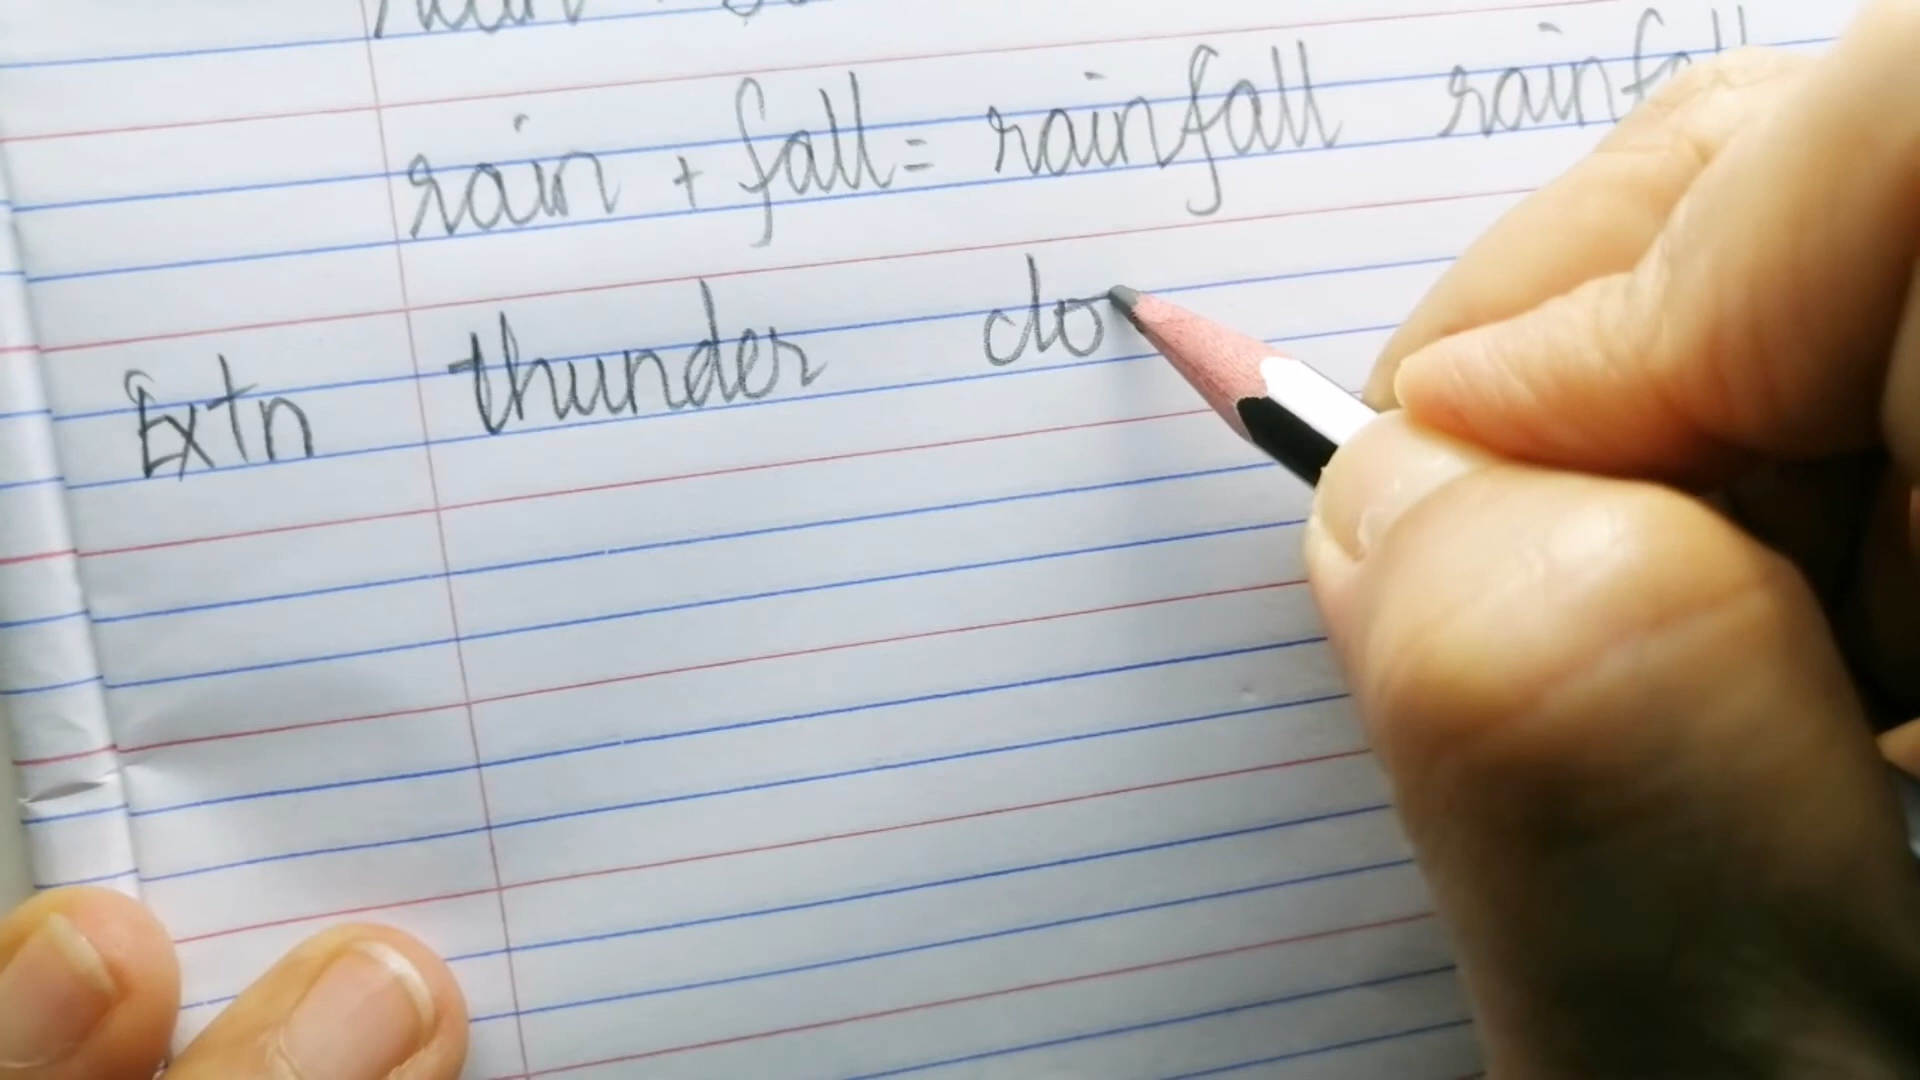 rain + fall = rainfall
Extn thunder clo